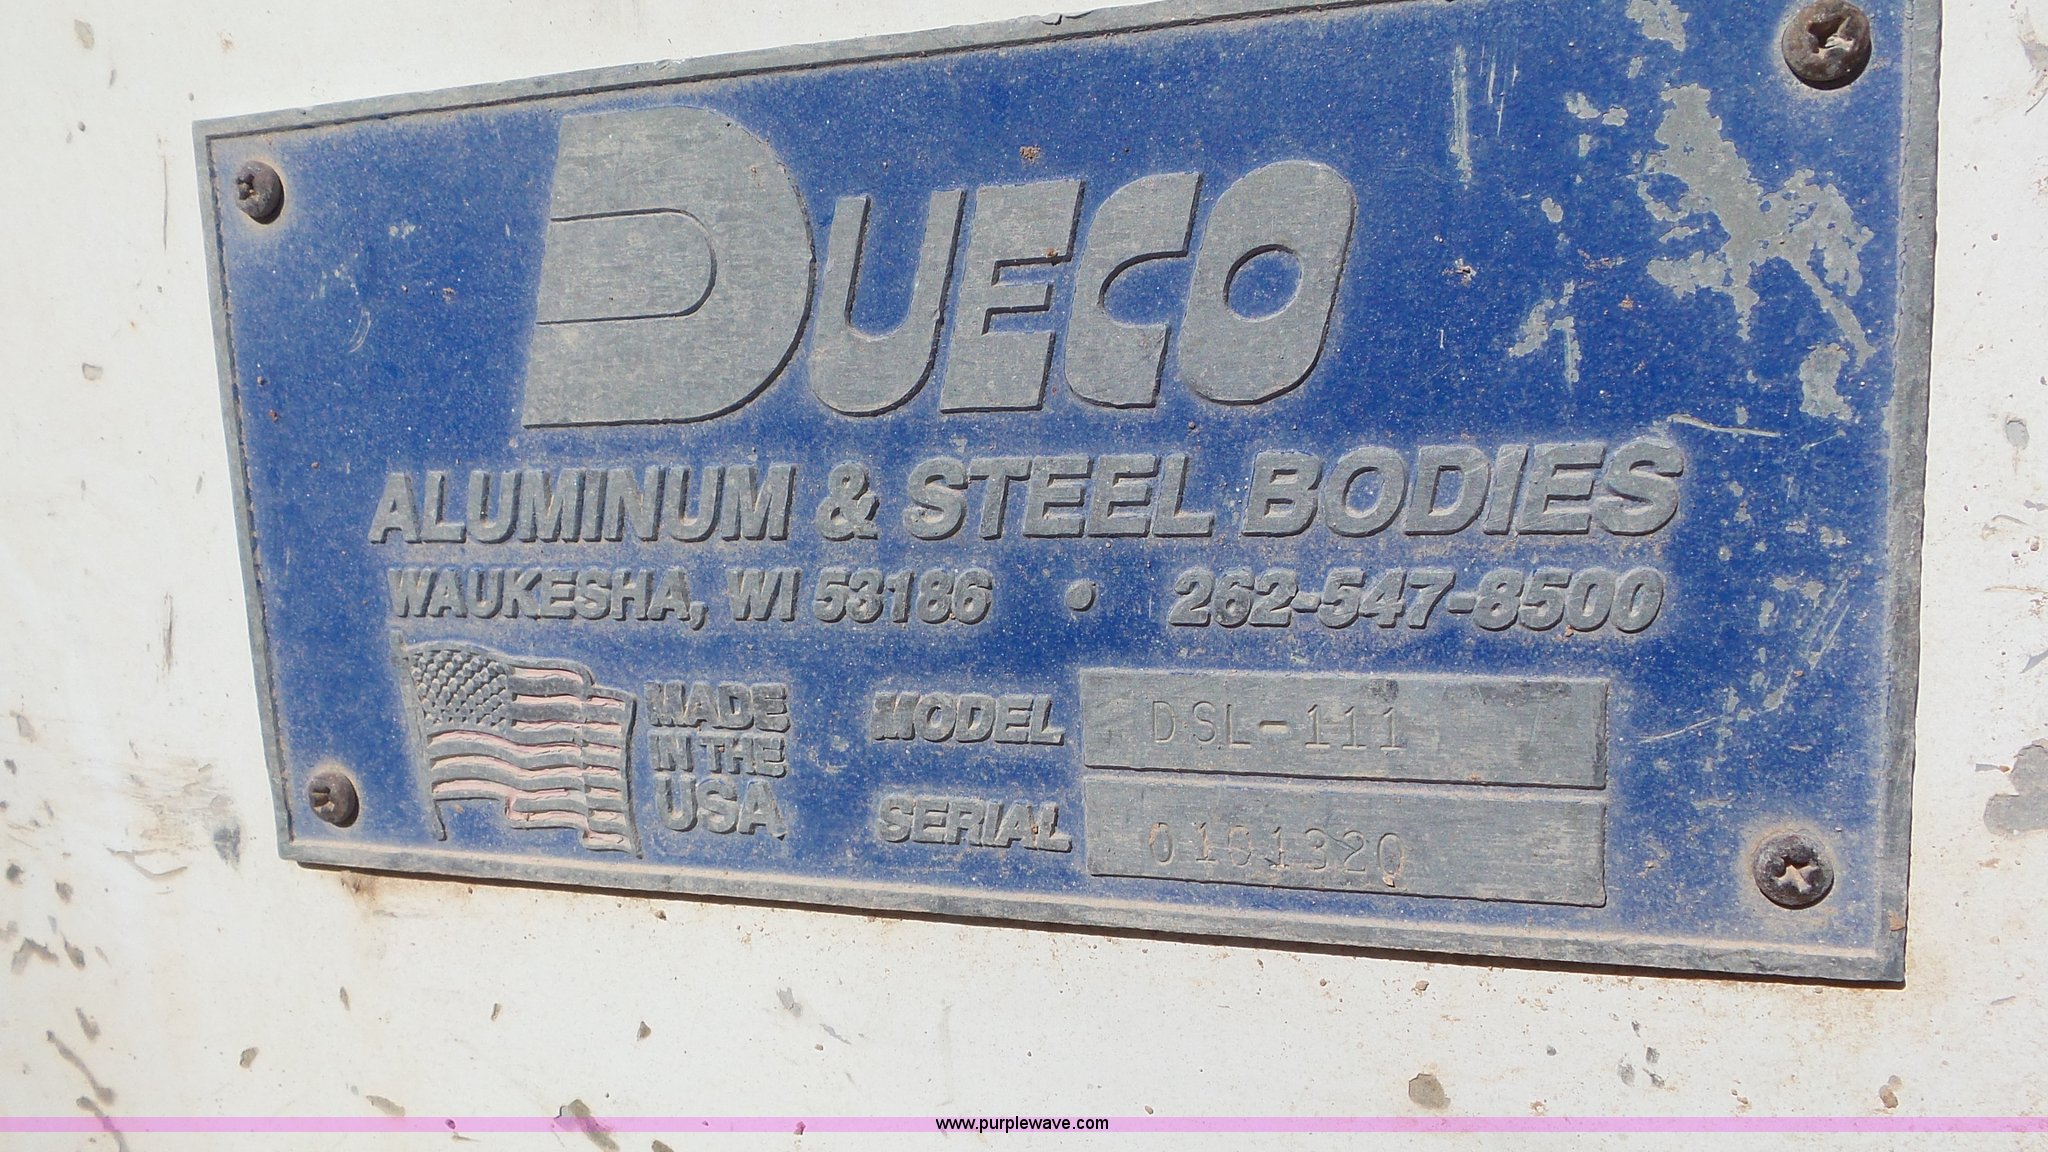 DUECO
ALUMINUM & STEEL BODIES
WAUKESHA, WI 53186 • 262-547-8500
MADE
IN THE
USA
MODEL DSL-111
SERIAL 0101320
www.purplewave.com